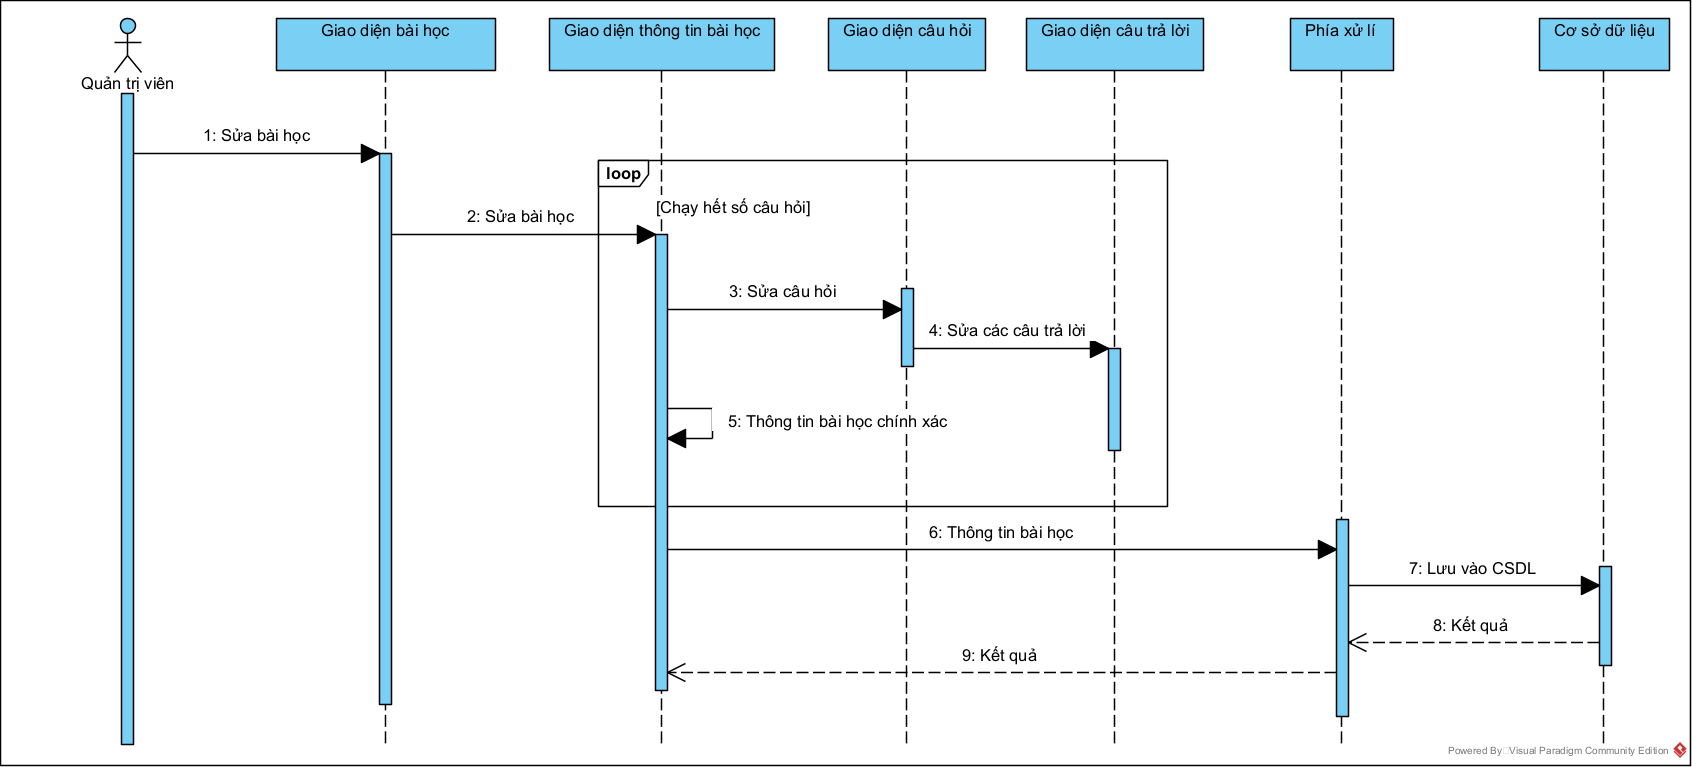 Quản trị viên
Giao diện bài học
Giao diện thông tin bài học
Giao diện câu hỏi
Giao diện câu trả lời
Phía xử lí
Cơ sở dữ liệu
1: Sửa bài học
loop
[Chạy hết số câu hỏi]
2: Sửa bài học
3: Sửa câu hỏi
4: Sửa các câu trả lời
5: Thông tin bài học chính xác
6: Thông tin bài học
7: Lưu vào CSDL
8: Kết quả
9: Kết quả
Powered By Visual Paradigm Community Edition